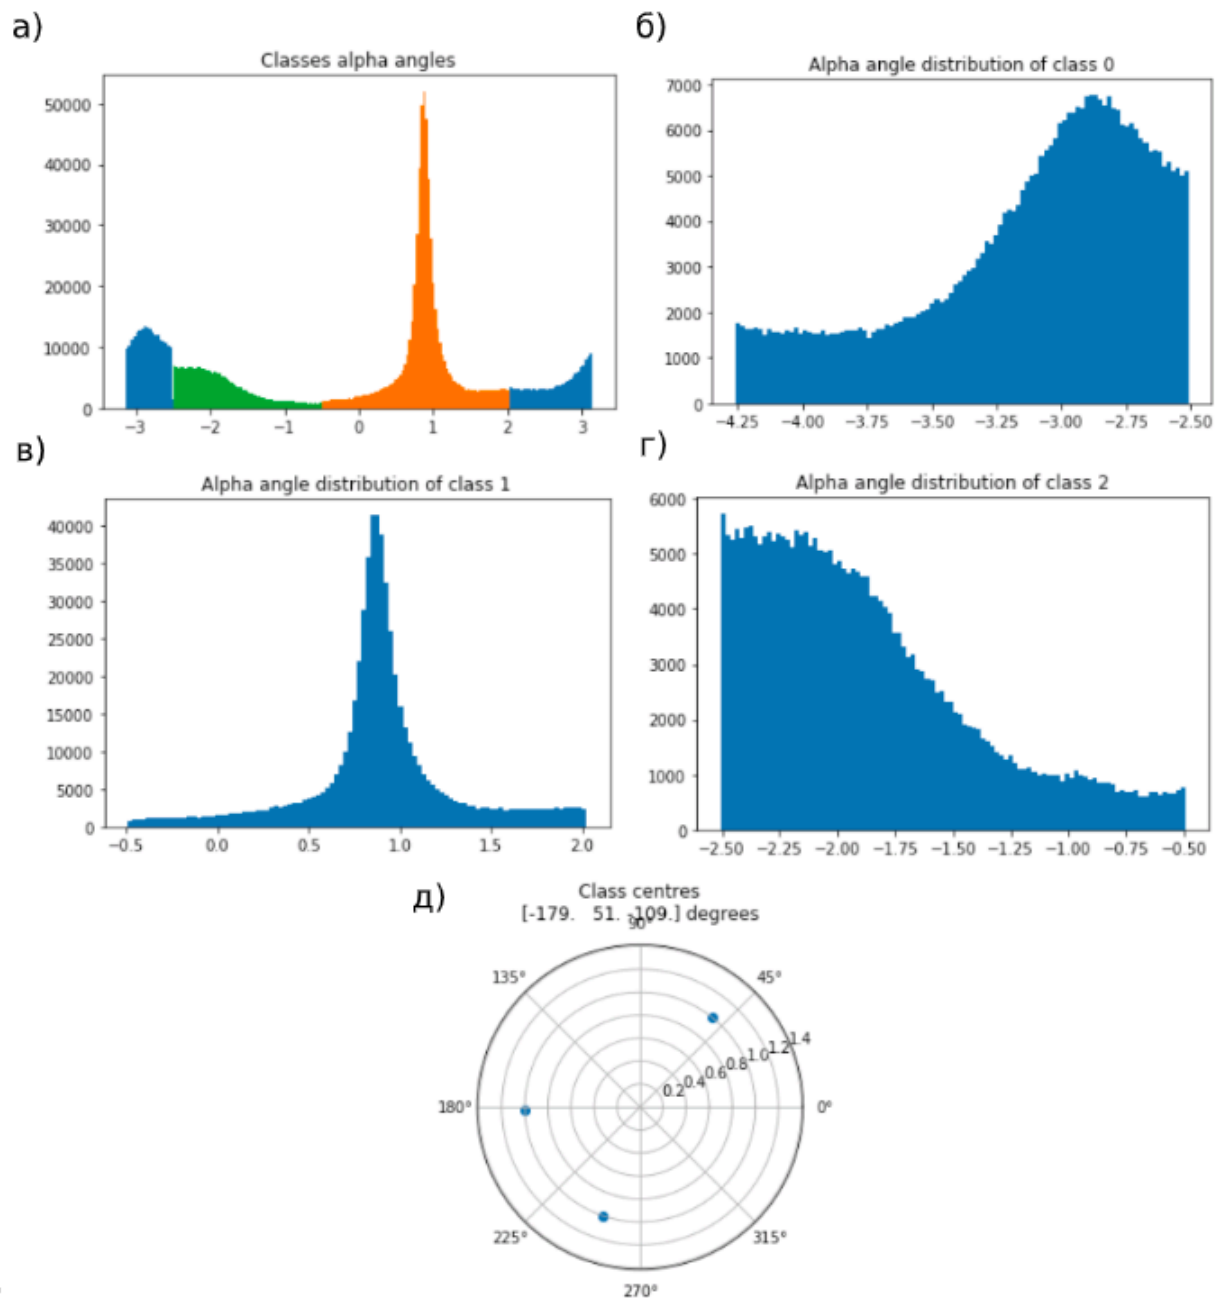 а)
Classes alpha angles
50000
40000
30000
20000
10000
0
−3 −2 −1 0 1 2 3
б)
Alpha angle distribution of class 0
7000
6000
5000
4000
3000
2000
1000
0
−4.25 −4.00 −3.75 −3.50 −3.25 −3.00 −2.75 −2.50
в)
Alpha angle distribution of class 1
40000
35000
30000
25000
20000
15000
10000
5000
0
−0.5 0.0 0.5 1.0 1.5 2.0
г)
Alpha angle distribution of class 2
6000
5000
4000
3000
2000
1000
0
−2.50 −2.25 −2.00 −1.75 −1.50 −1.25 −1.00 −0.75 −0.50
д)
Class centres
[-179. 51. -109.] degrees
90°
135° 45°
0.2 0.4 0.6 0.8 1.0 1.2 1.4
180° 0°
225° 315°
270°